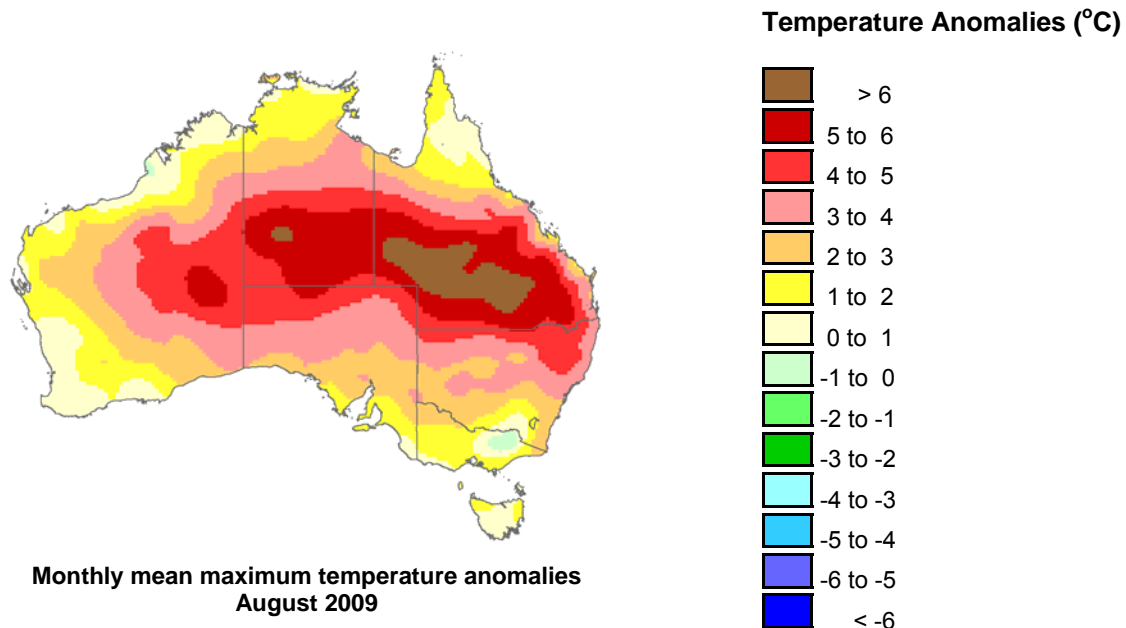 Temperature Anomalies (°C)
> 6
5 to 6
4 to 5
3 to 4
2 to 3
1 to 2
0 to 1
-1 to 0
-2 to -1
-3 to -2
-4 to -3
-5 to -4
-6 to -5
< -6
Monthly mean maximum temperature anomalies
August 2009